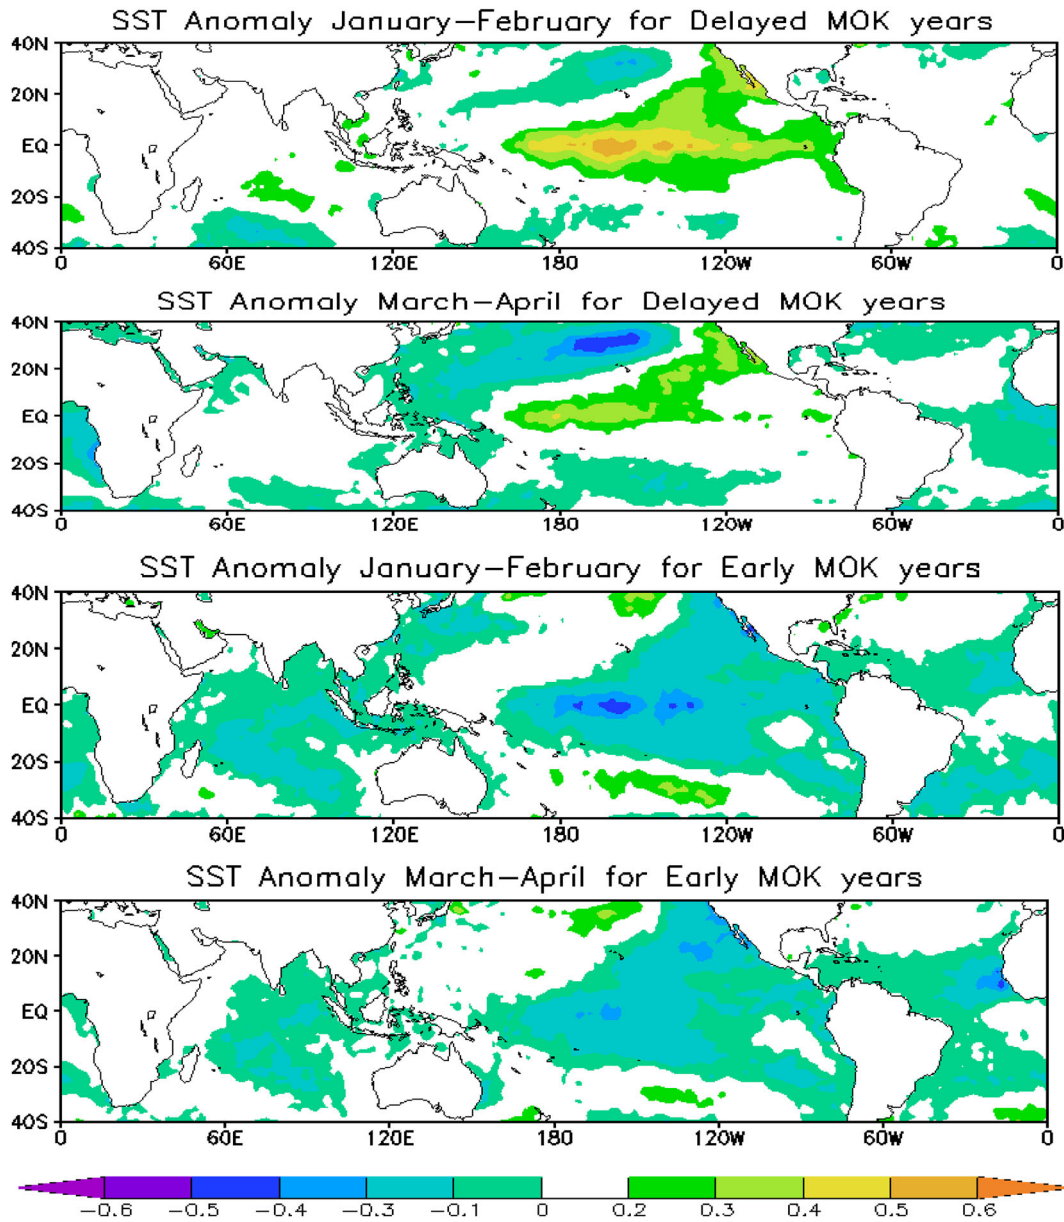 SST Anomaly January-February for Delayed MOK years
40N
20N
EQ
20S
40S
0 60E 120E 180 120W 60W 0
SST Anomaly March-April for Delayed MOK years
40N
20N
EQ
20S
40S
0 60E 120E 180 120W 60W 0
SST Anomaly January-February for Early MOK years
40N
20N
EQ
20S
40S
0 60E 120E 180 120W 60W 0
SST Anomaly March-April for Early MOK years
40N
20N
EQ
20S
40S
0 60E 120E 180 120W 60W 0
-0.6 -0.5 -0.4 -0.3 -0.1 0 0.2 0.3 0.4 0.5 0.6